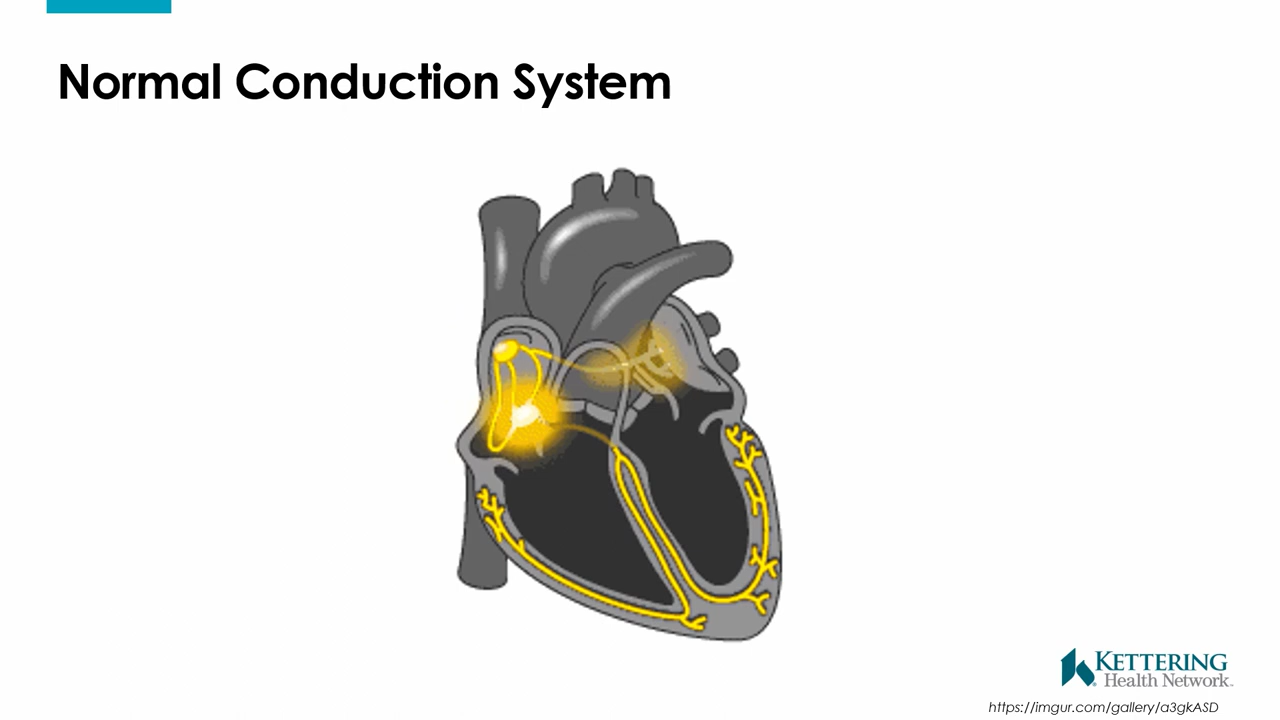 Normal Conduction System
KETTERING
Health Network
https://imgur.com/gallery/a3gkASD